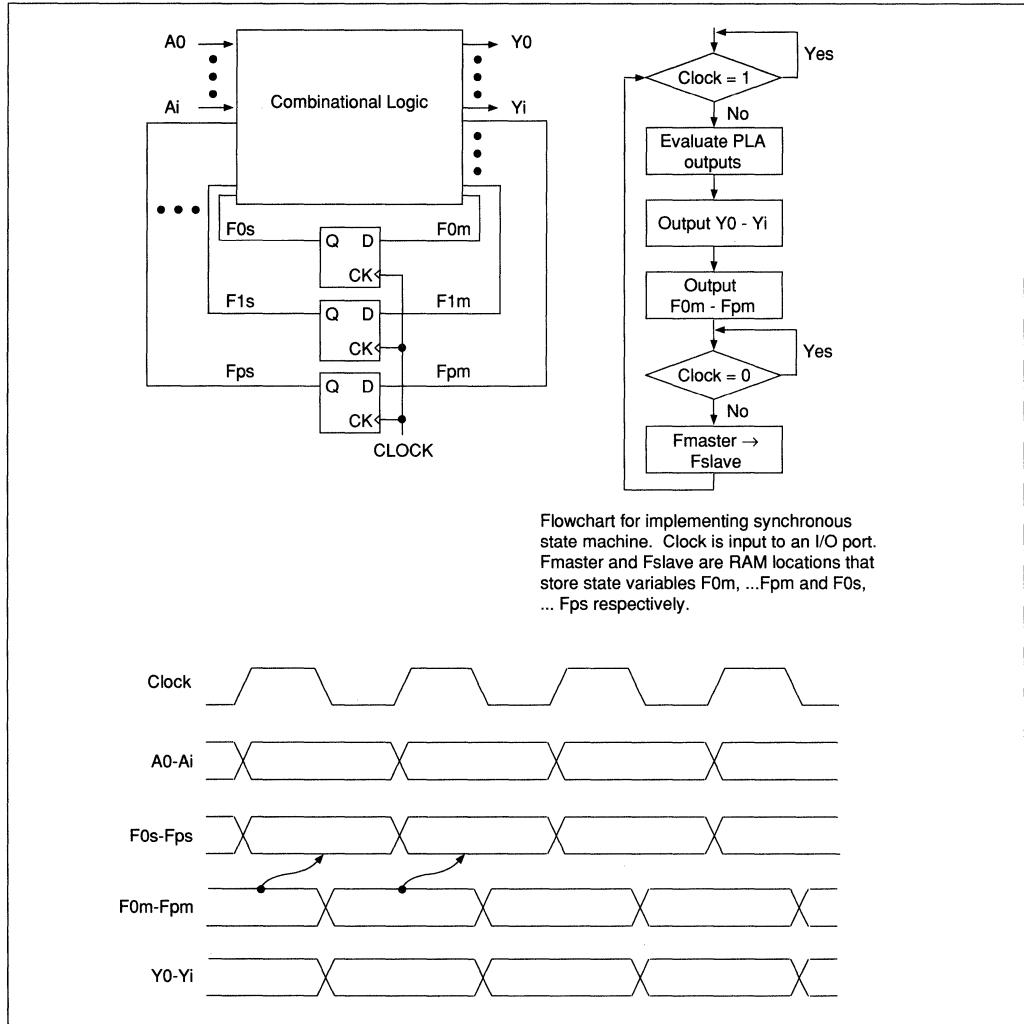 A0
Ai
Combinational Logic
Y0
Yi
F0s
Q D
F0m
CK
F1s
Q D
F1m
CK
Fps
Q D
Fpm
CK
CLOCK
Clock = 1
Yes
No
Evaluate PLA
outputs
Output Y0 - Yi
Output
F0m - Fpm
Clock = 0
Yes
No
Fmaster →
Fslave
Flowchart for implementing synchronous
state machine. Clock is input to an I/O port.
Fmaster and Fslave are RAM locations that
store state variables F0m, ...Fpm and F0s,
... Fps respectively.
Clock
A0-Ai
F0s-Fps
F0m-Fpm
Y0-Yi